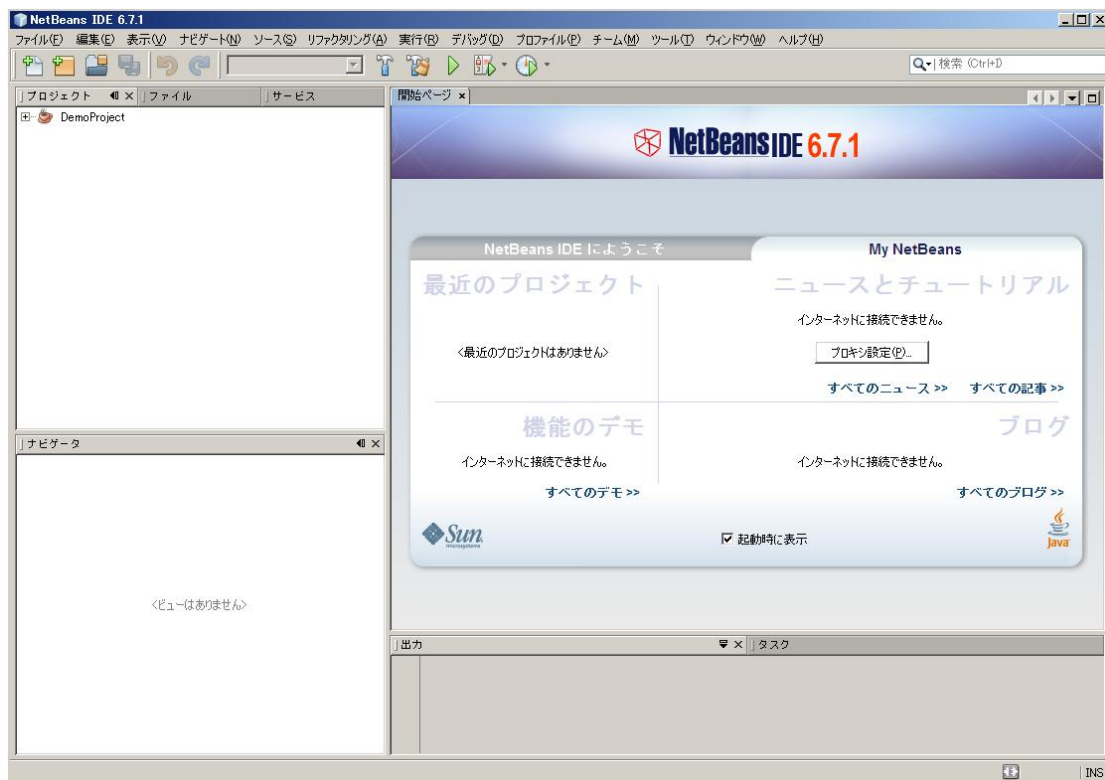 NetBeans IDE 6.7.1
ファイル(F) 編集(E) 表示(V) ナビゲート(N) ソース(S) リファクタリング(A) 実行(R) デバッグ(D) プロファイル(P) チーム(M) ツール(T) ウィンドウ(W) ヘルプ(H)
検索 (Ctrl+I)
プロジェクト ファイル サービス
開始ページ
DemoProject
NetBeans IDE 6.7.1
NetBeans IDE にようこそ My NetBeans
最近のプロジェクト ニュースとチュートリアル
インターネットに接続できません。
<最近のプロジェクトはありません>
プロキシ設定(P)...
すべてのニュース >> すべての記事 >>
機能のデモ ブログ
ナビゲータ
インターネットに接続できません。 インターネットに接続できません。
すべてのデモ >> すべてのブログ >>
Sun
microsystems
起動時に表示
Java
<ビューはありません>
出力 タスク
INS